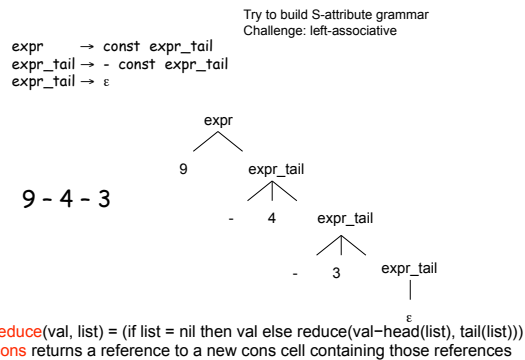 Try to build S-attribute grammar
Challenge: left-associative
expr → const expr_tail
expr_tail → - const expr_tail
expr_tail → ε
expr
9 expr_tail
9 - 4 - 3
- 4 expr_tail
- 3 expr_tail
ε
educe(val, list) = (if list = nil then val else reduce(val−head(list), tail(list)))
ons returns a reference to a new cons cell containing those references